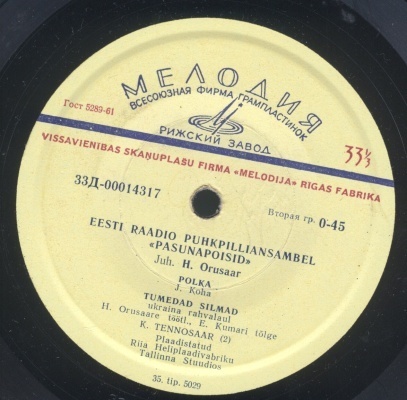 МЕЛОДИЯ
ВСЕСОЮЗНАЯ ФИРМА ГРАМПЛАСТИНОК
Гост 5289-61
РИЖСКИЙ ЗАВОД
33⅓
VISSAVIENIBAS SKAŅUPLAŠU FIRMA «MELODIJA» RIGAS FABRIKA
33Д-00014317
Вторая гр. 0-45
EESTI RAADIO PUHKPILLIANSAMBEL
«PASUNAPOISID»
Juh. H. Orusaar
POLKA
J. Koha
TUMEDAD SILMAD
ukraina rahvalaul
H. Orusaare töötl., E. Kumari tõlge
K. TENNOSAAR (2)
Plaadistatud
Riia Heliplaadivabriku
Tallinna Stuudios
35. tip. 5029